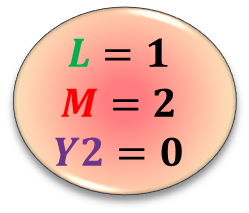 L = 1
M = 2
Y2 = 0